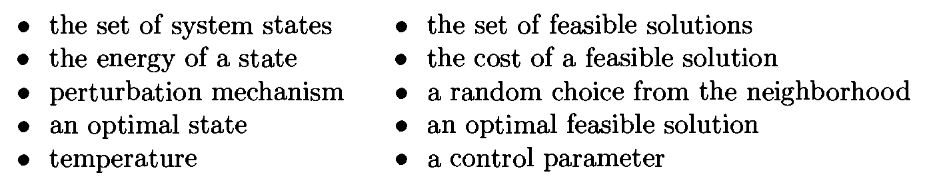 • the set of system states
• the energy of a state
• perturbation mechanism
• an optimal state
• temperature
• the set of feasible solutions
• the cost of a feasible solution
• a random choice from the neighborhood
• an optimal feasible solution
• a control parameter